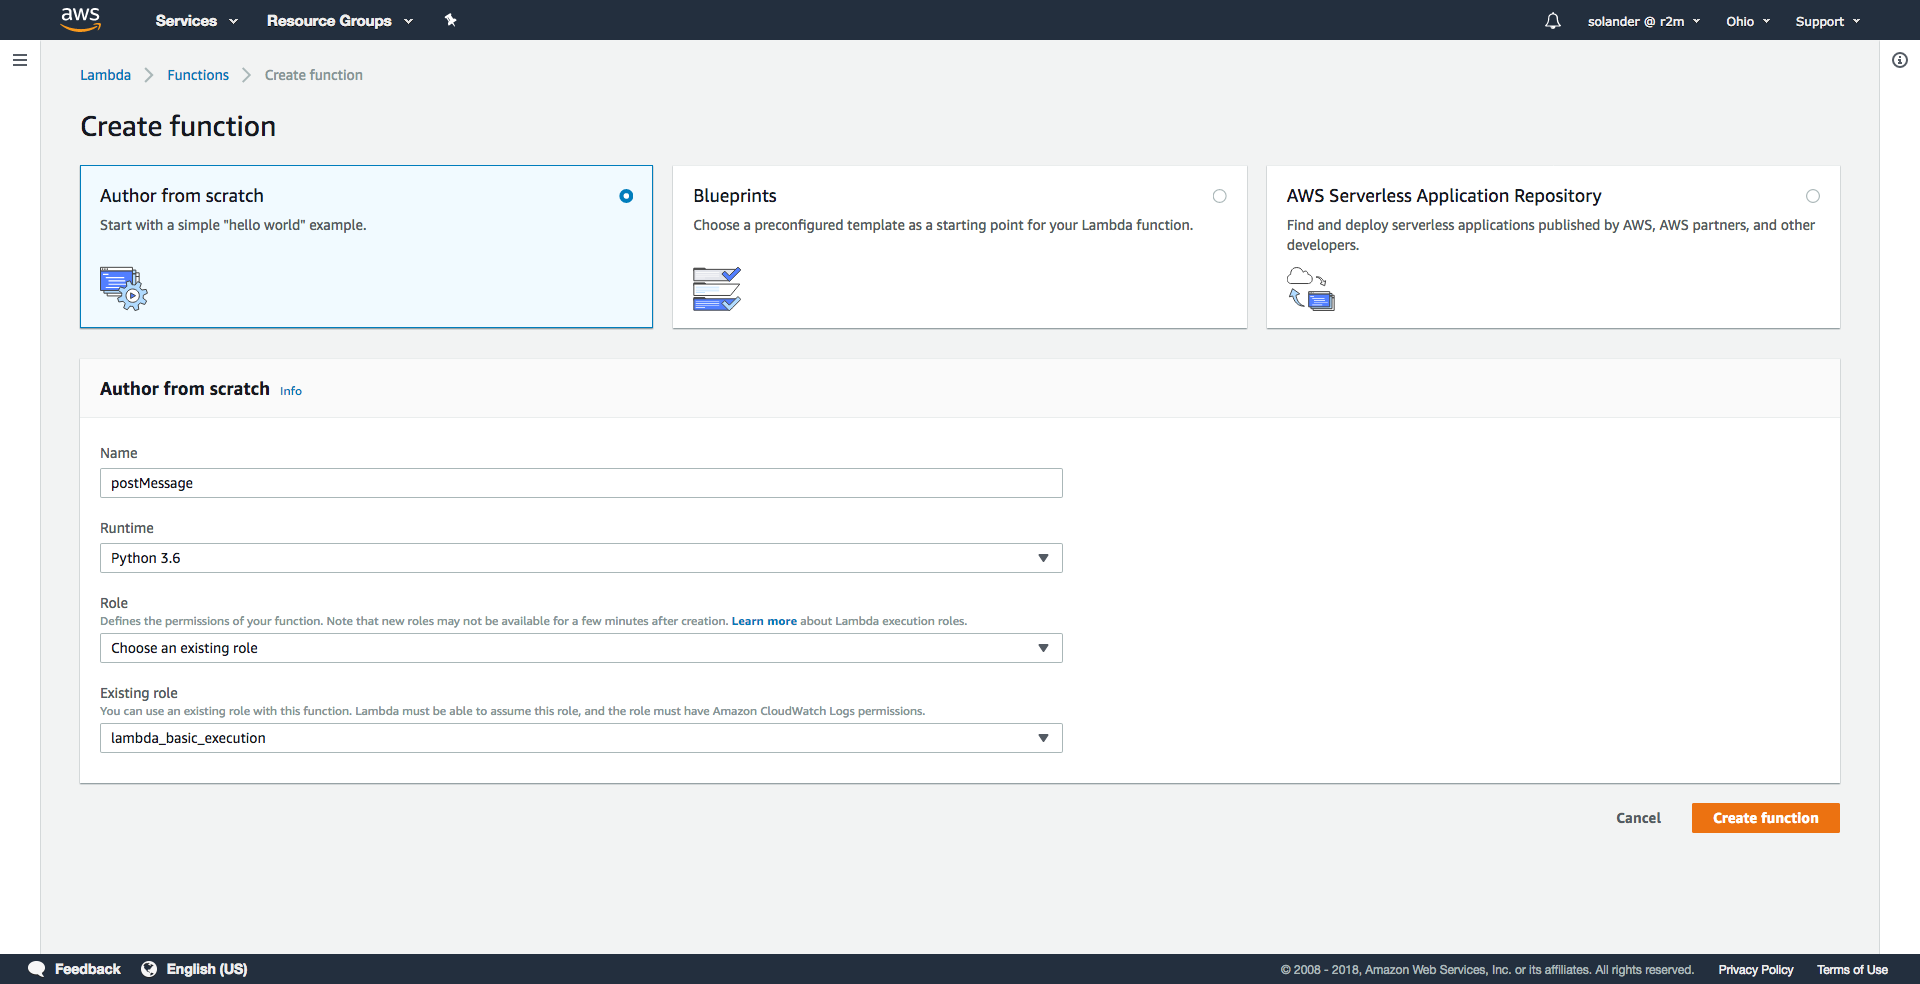 aws
Services
Resource Groups
solander @ r2m
Ohio
Support
Lambda
Functions
Create function
Create function
Author from scratch
Start with a simple "hello world" example.
Blueprints
Choose a preconfigured template as a starting point for your Lambda function.
AWS Serverless Application Repository
Find and deploy serverless applications published by AWS, AWS partners, and other
developers.
Author from scratch Info
Name
postMessage
Runtime
Python 3.6
Role
Defines the permissions of your function. Note that new roles may not be available for a few minutes after creation. Learn more about Lambda execution roles.
Choose an existing role
Existing role
You can use an existing role with this function. Lambda must be able to assume this role, and the role must have Amazon CloudWatch Logs permissions.
lambda_basic_execution
Cancel
Create function
Feedback
English (US)
© 2008 - 2018, Amazon Web Services, Inc. or its affiliates. All rights reserved.
Privacy Policy
Terms of Use